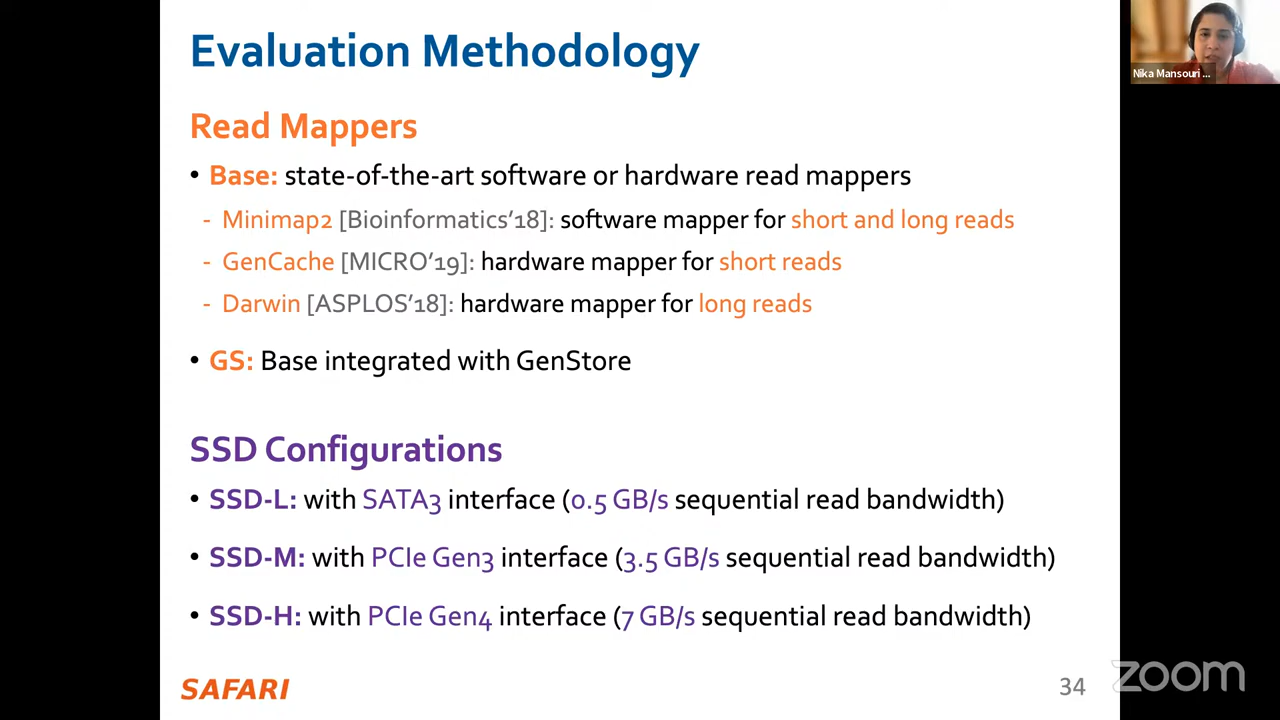 Evaluation Methodology
Nika Mansouri ...
Read Mappers
• Base: state-of-the-art software or hardware read mappers
- Minimap2 [Bioinformatics’18]: software mapper for short and long reads
- GenCache [MICRO’19]: hardware mapper for short reads
- Darwin [ASPLOS’18]: hardware mapper for long reads
• GS: Base integrated with GenStore
SSD Configurations
• SSD-L: with SATA3 interface (0.5 GB/s sequential read bandwidth)
• SSD-M: with PCIe Gen3 interface (3.5 GB/s sequential read bandwidth)
• SSD-H: with PCIe Gen4 interface (7 GB/s sequential read bandwidth)
SAFARI
34
zoom